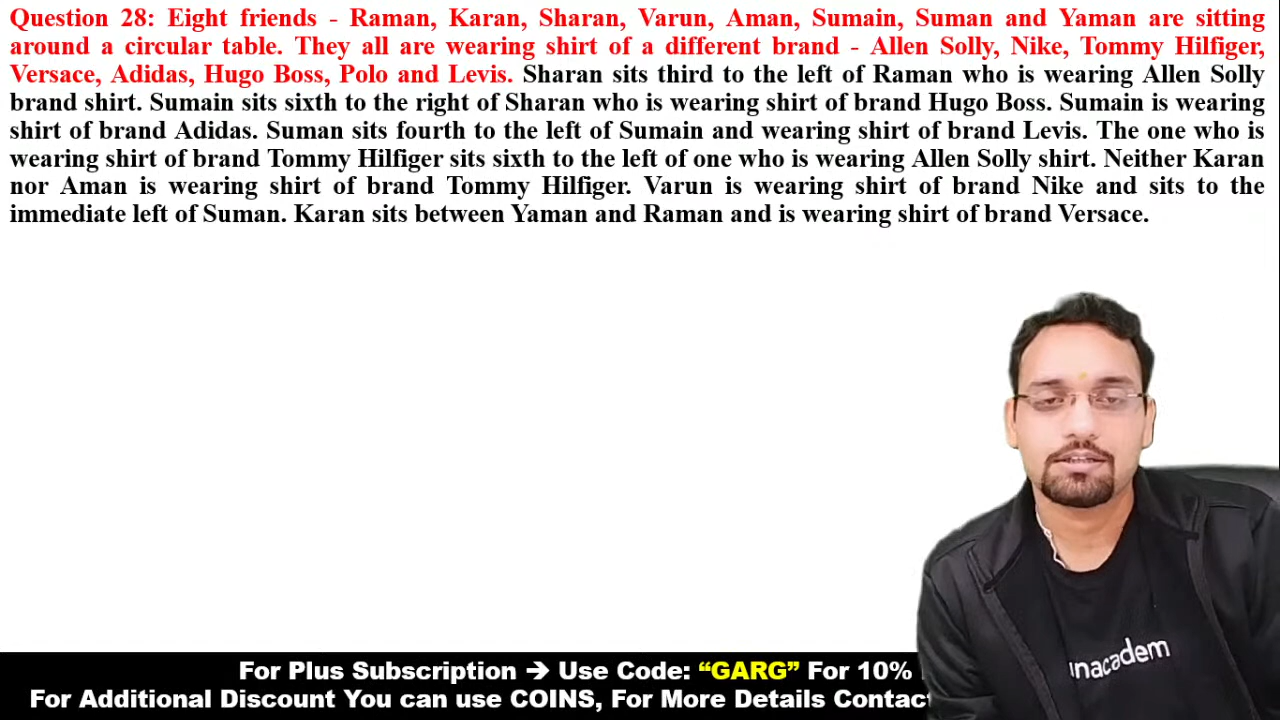 Question 28: Eight friends - Raman, Karan, Sharan, Varun, Aman, Sumain, Suman and Yaman are sitting
around a circular table. They all are wearing shirt of a different brand - Allen Solly, Nike, Tommy Hilfiger,
Versace, Adidas, Hugo Boss, Polo and Levis. Sharan sits third to the left of Raman who is wearing Allen Solly
brand shirt. Sumain sits sixth to the right of Sharan who is wearing shirt of brand Hugo Boss. Sumain is wearing
shirt of brand Adidas. Suman sits fourth to the left of Sumain and wearing shirt of brand Levis. The one who is
wearing shirt of brand Tommy Hilfiger sits sixth to the left of one who is wearing Allen Solly shirt. Neither Karan
nor Aman is wearing shirt of brand Tommy Hilfiger. Varun is wearing shirt of brand Nike and sits to the
immediate left of Suman. Karan sits between Yaman and Raman and is wearing shirt of brand Versace.
unacadem
For Plus Subscription → Use Code: “GARG” For 10%
For Additional Discount You can use COINS, For More Details Contac